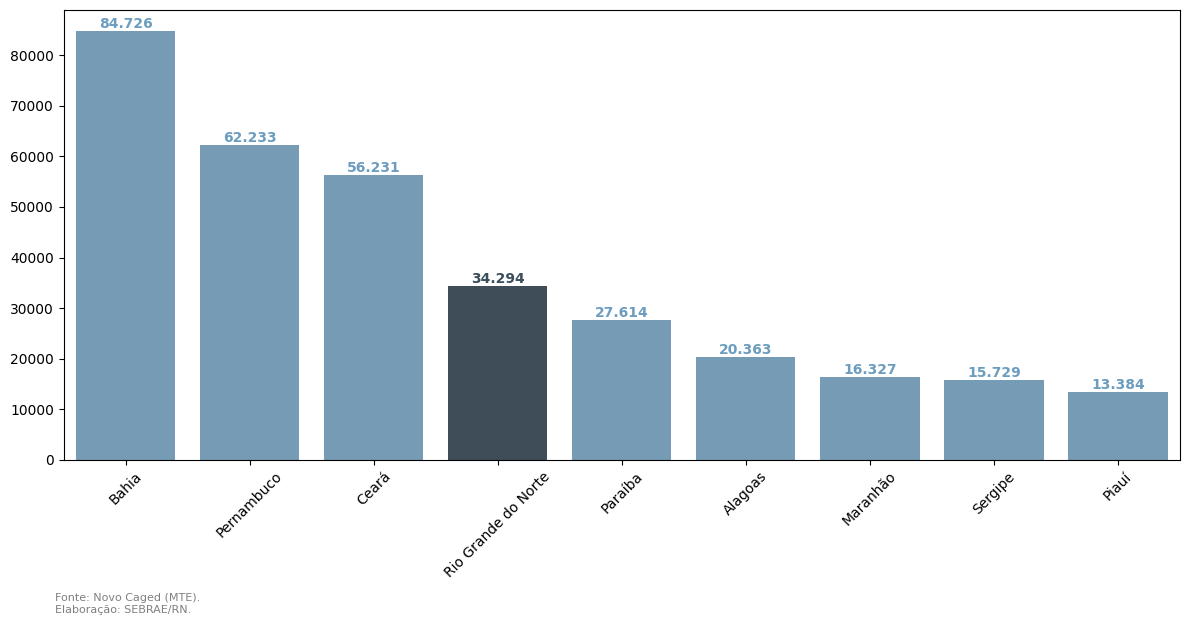 84.726
62.233
56.231
34.294
27.614
20.363
16.327
15.729
13.384
80000
70000
60000
50000
40000
30000
20000
10000
0
Bahia
Pernambuco
Ceará
Rio Grande do Norte
Paraíba
Alagoas
Maranhão
Sergipe
Piauí
Fonte: Novo Caged (MTE).
Elaboração: SEBRAE/RN.